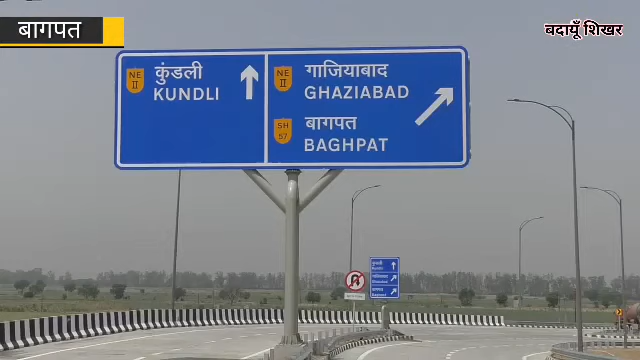 बागपत
बदायूँ शिखर
NE
II
कुंडली
KUNDLI
NE
II
गाजियाबाद
GHAZIABAD
SH
57
बागपत
BAGHPAT